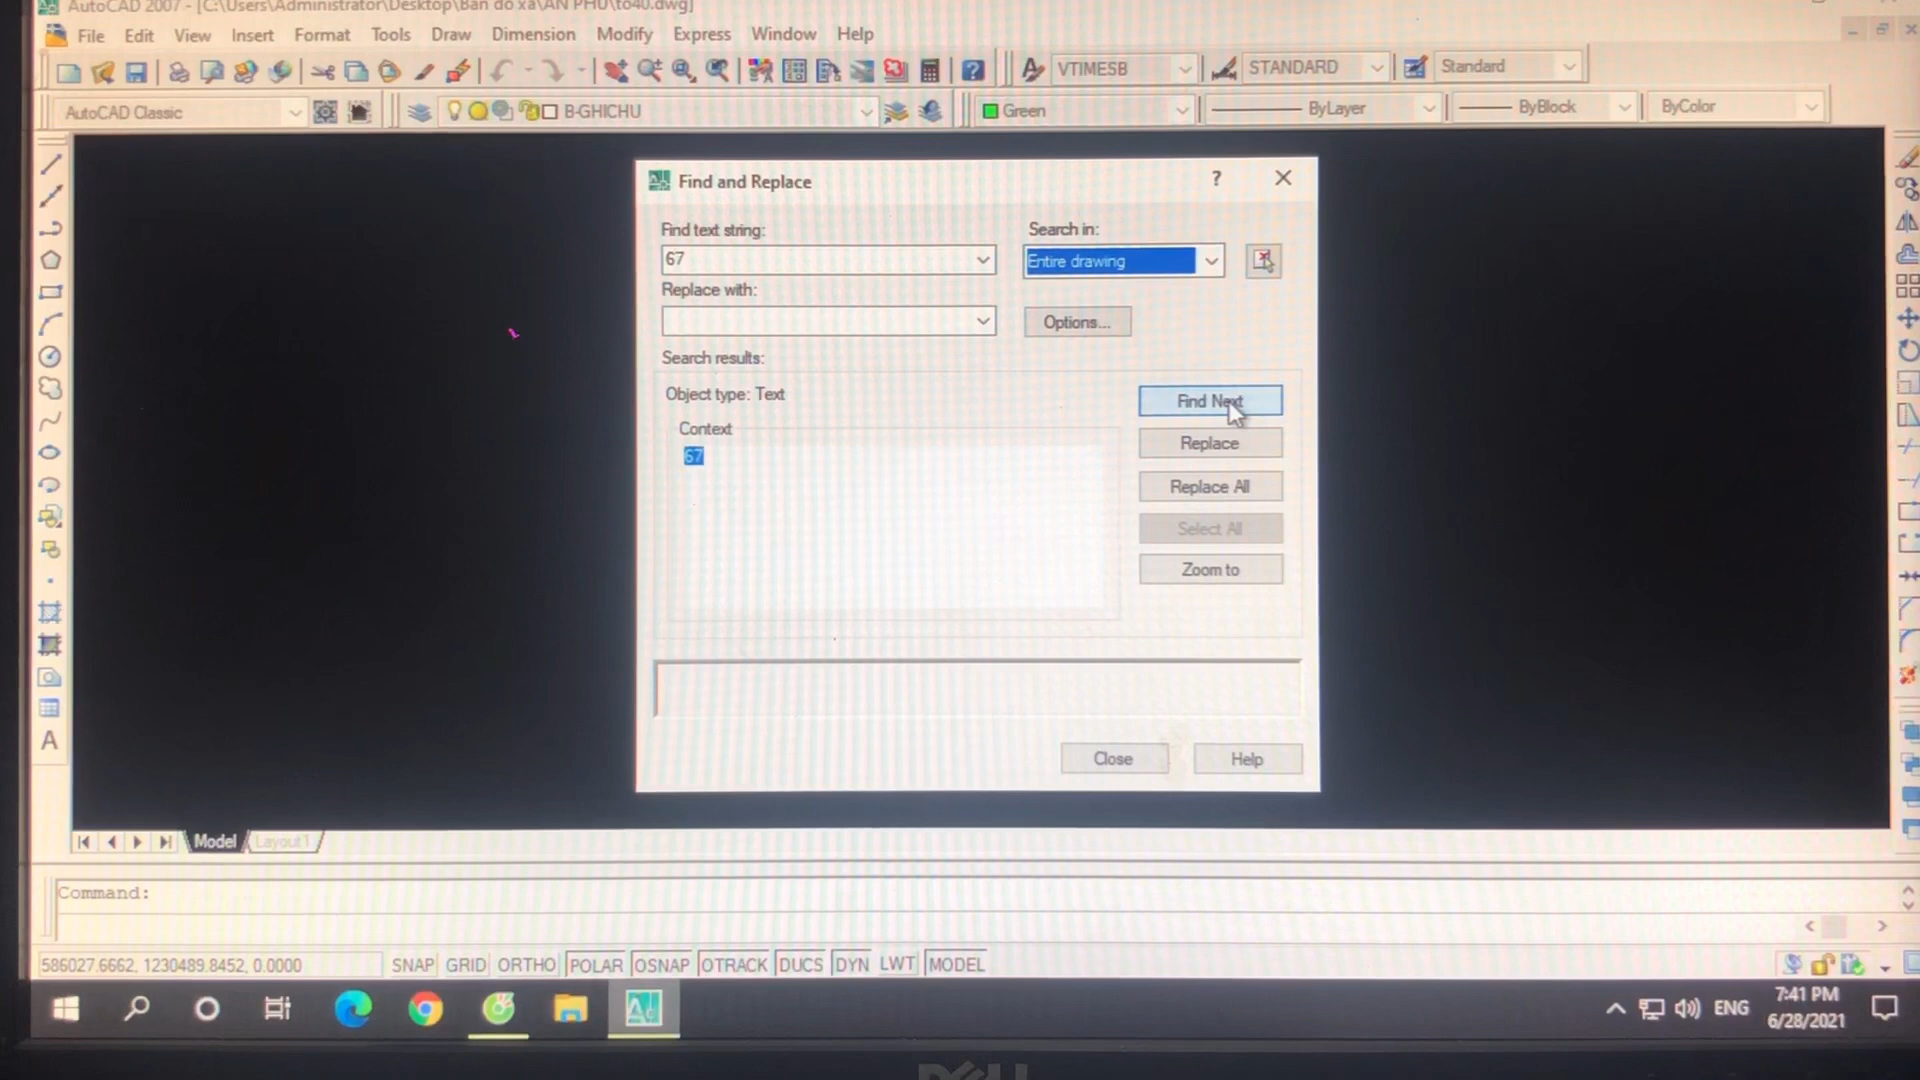 AutoCAD 2007 - [C:\Users\Administrator\Desktop\Ban do xa\AN PHU\to40.dwg]
File Edit View Insert Format Tools Draw Dimension Modify Express Window Help
VTIMESB STANDARD Standard
AutoCAD Classic B-GHICHU Green ByLayer ByBlock ByColor
Find and Replace ?
Find text string: Search in:
67 Entire drawing
Replace with:
Options...
Search results:
Object type: Text
Find Next
Context
Replace
67
Replace All
Select All
Zoom to
A
Close Help
Model Layout1
Command:
586027.6662, 1230489.8452, 0.0000 SNAP GRID ORTHO POLAR OSNAP OTRACK DUCS DYN LWT MODEL
7:41 PM
ENG
6/28/2021
DELL